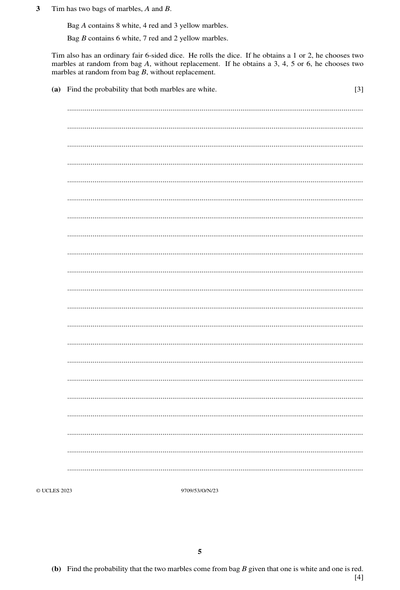 3 Tim has two bags of marbles, A and B.
Bag A contains 8 white, 4 red and 3 yellow marbles.
Bag B contains 6 white, 7 red and 2 yellow marbles.
Tim also has an ordinary fair 6-sided dice. He rolls the dice. If he obtains a 1 or 2, he chooses two
marbles at random from bag A, without replacement. If he obtains a 3, 4, 5 or 6, he chooses two
marbles at random from bag B, without replacement.
(a) Find the probability that both marbles are white. [3]
© UCLES 2023 9709/53/O/N/23
5
(b) Find the probability that the two marbles come from bag B given that one is white and one is red.
[4]